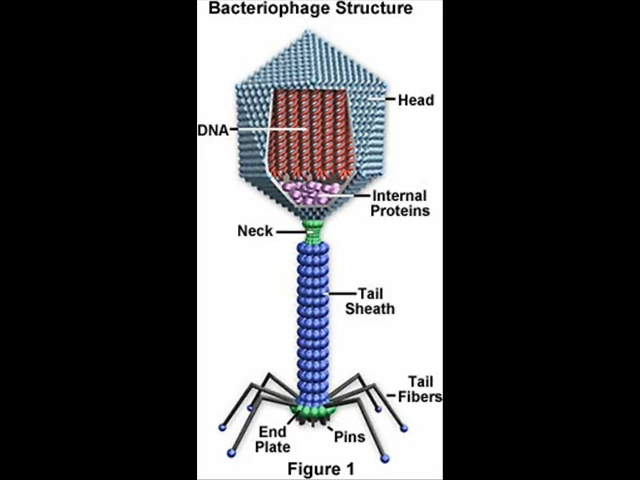 Bacteriophage Structure
Head
DNA
Internal
Proteins
Neck
Tail
Sheath
Tail
Fibers
End
Plate
Pins
Figure 1